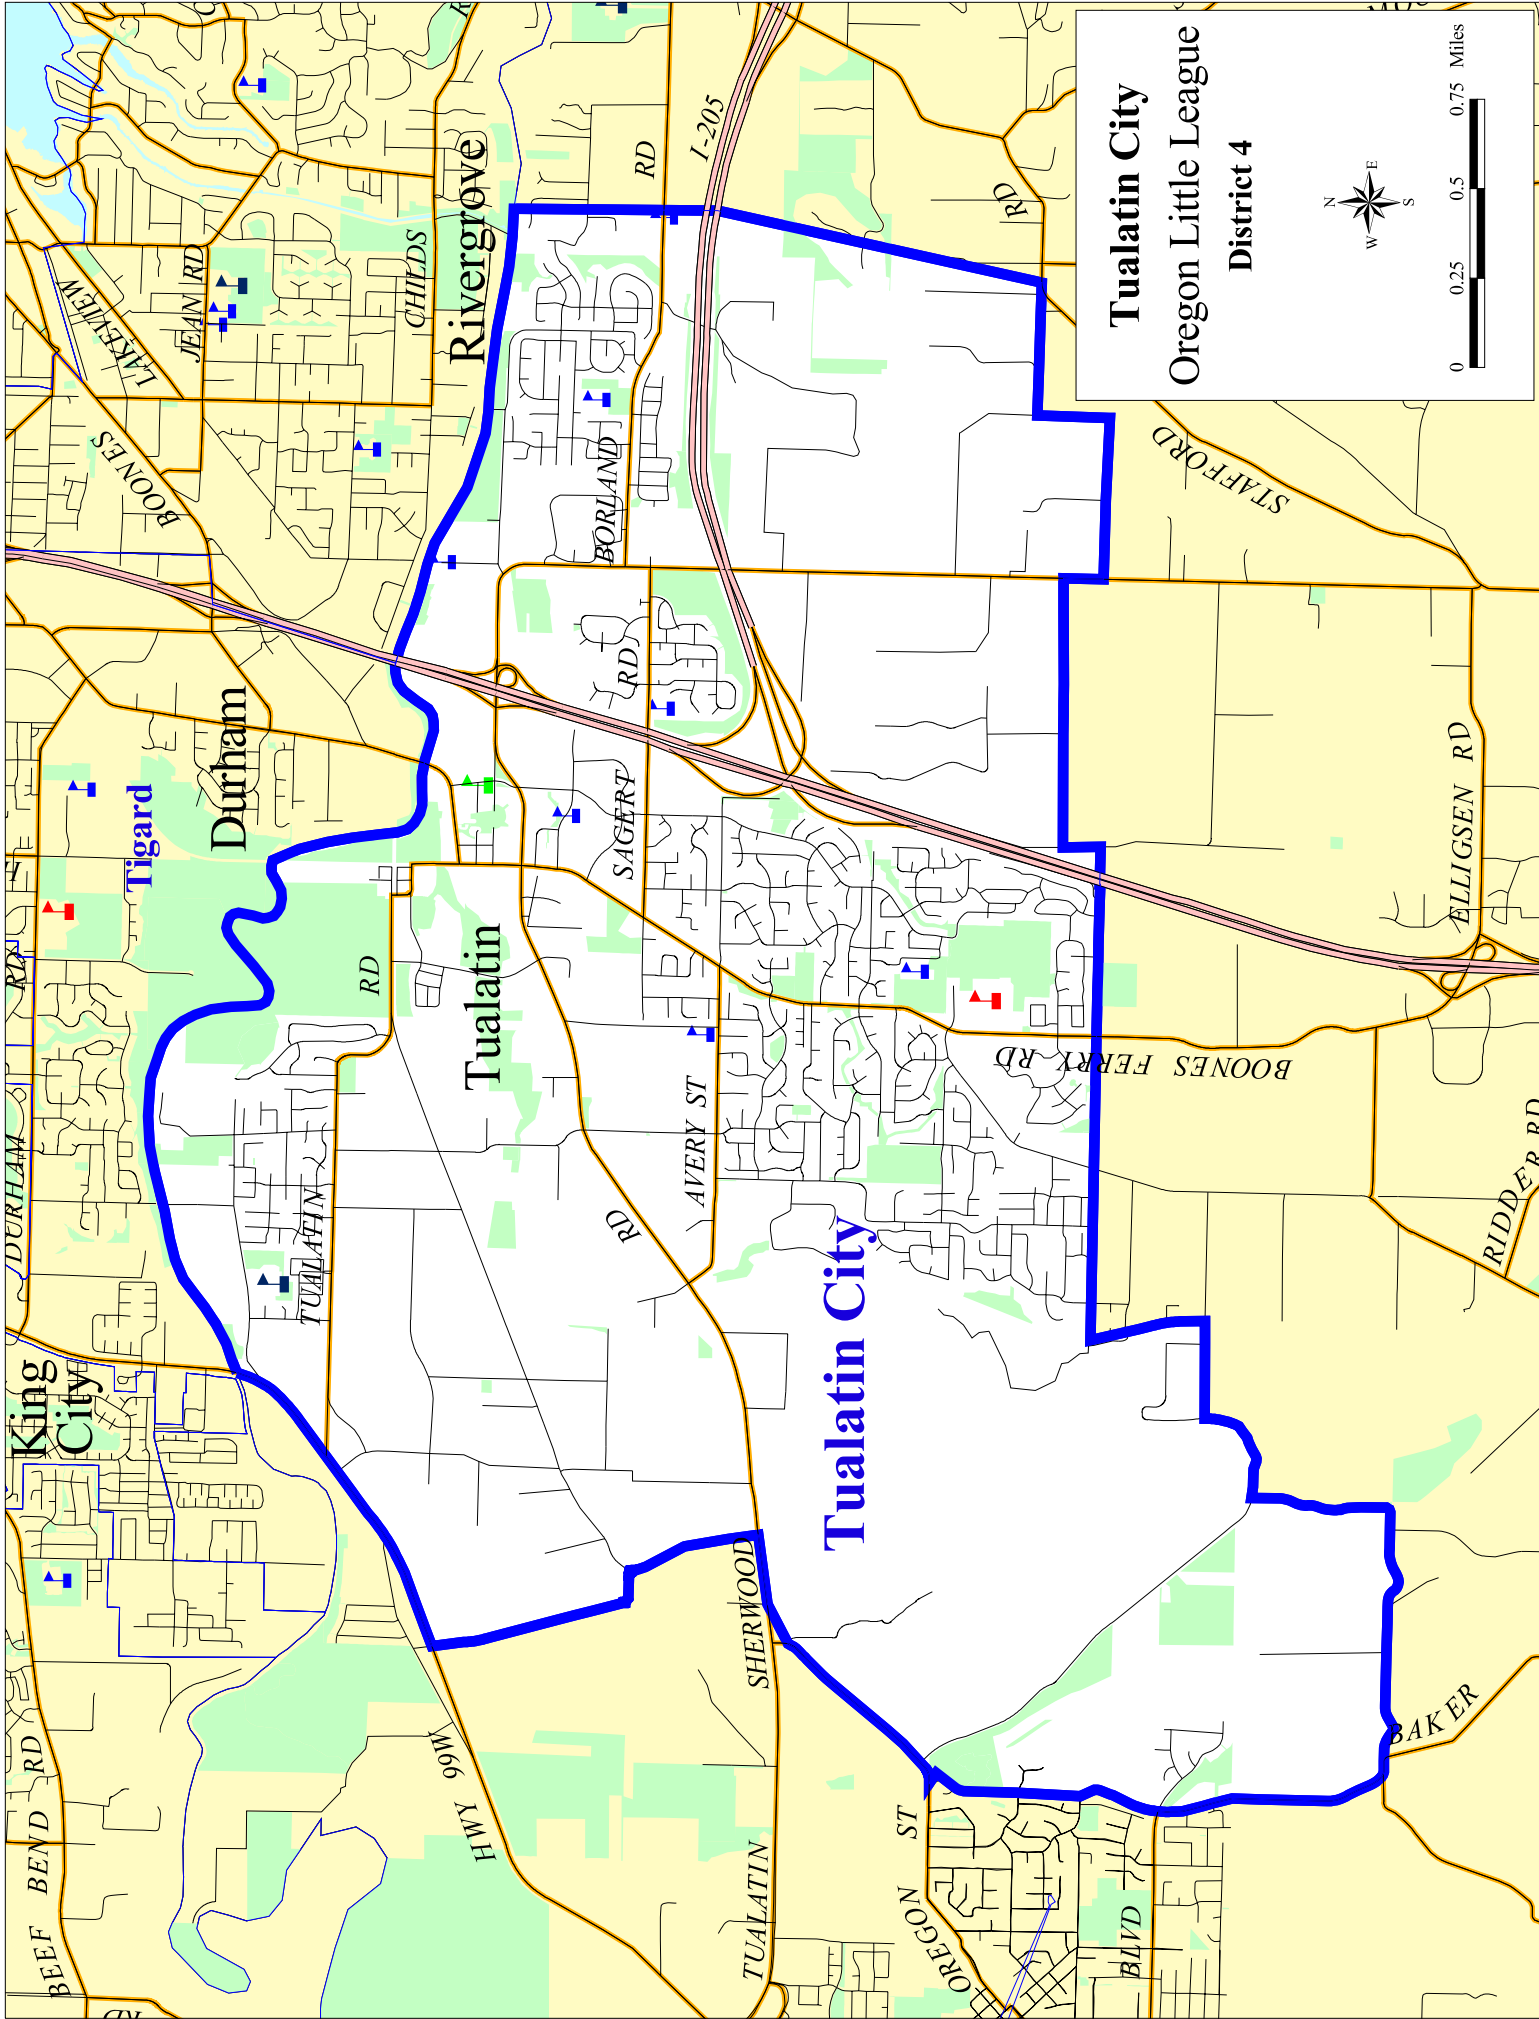 Tualatin City
Oregon Little League
District 4
N
W
E
S
0
0.25
0.5
0.75
Miles
King
City
Tigard
Durham
Rivergrove
Tualatin
Tualatin City
BEEF BEND RD
RD
DURHAM
RD
H
BOONES
LAKEVIEW
JEAN RD
CHILDS
RD
I-205
RD
BORLAND
RD
SAGERT
RD
TUALATIN
RD
AVERY ST
HWY 99W
TUALATIN
SHERWOOD
OREGON
ST
BLVD
BAKER
BOONES FERRY RD
STAFFORD
ELLIGSEN RD
RIDDER RD